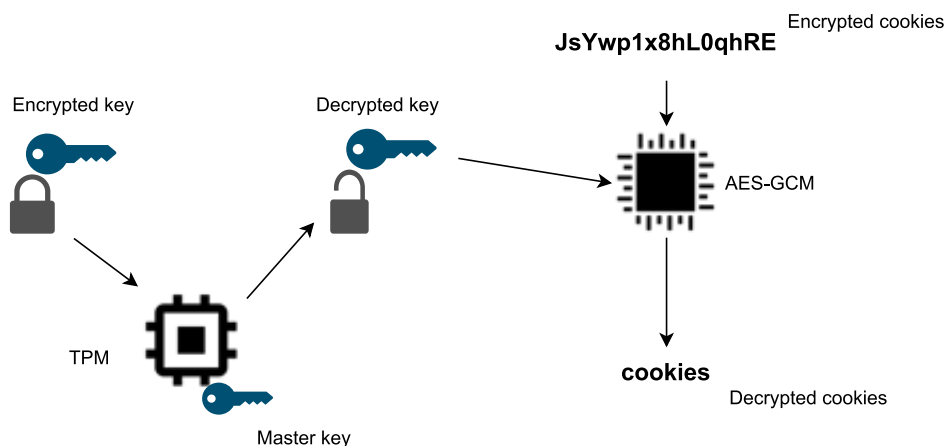 Encrypted cookies
JsYwp1x8hL0qhRE
Encrypted key
Decrypted key
AES-GCM
TPM
cookies
Decrypted cookies
Master key